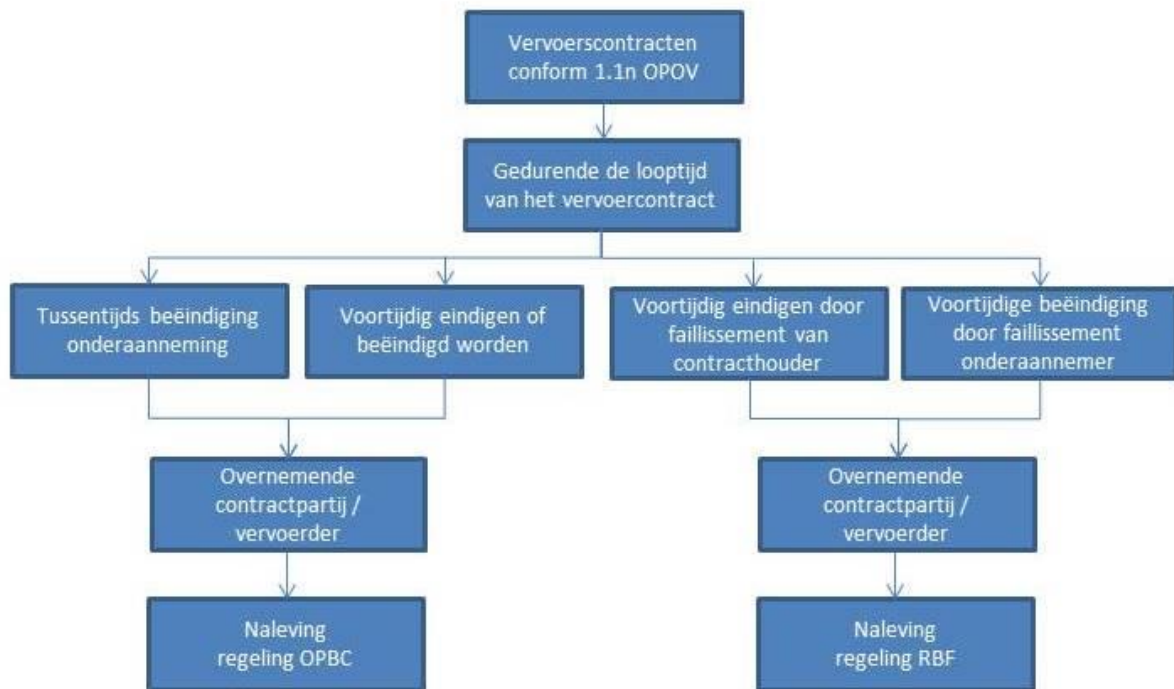 Vervoerscontracten
conform 1.1n OPOV
Gedurende de looptijd
van het vervoercontract
Tussentijds beëindiging
onderaanneming
Voortijdig eindigen of
beëindigd worden
Voortijdig eindigen door
faillissement van
contracthouder
Voortijdige beëindiging
door faillissement
onderaannemer
Overnemende
contractpartij /
vervoerder
Overnemende
contractpartij /
vervoerder
Naleving
regeling OPBC
Naleving
regeling RBF